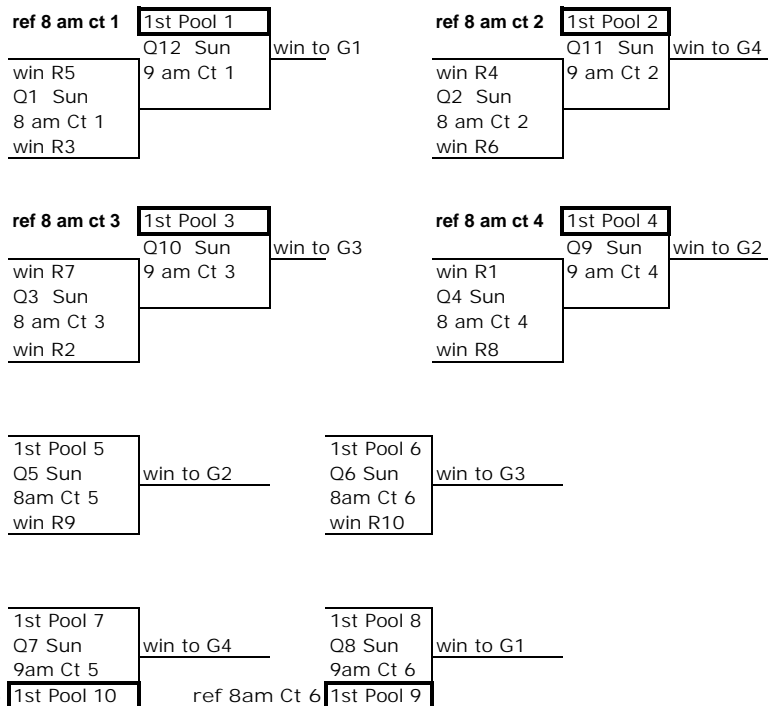 ref 8 am ct 1 1st Pool 1
Q12 Sun win to G1
win R5 9 am Ct 1
Q1 Sun
8 am Ct 1
win R3
ref 8 am ct 2 1st Pool 2
Q11 Sun win to G4
win R4 9 am Ct 2
Q2 Sun
8 am Ct 2
win R6
ref 8 am ct 3 1st Pool 3
Q10 Sun win to G3
win R7 9 am Ct 3
Q3 Sun
8 am Ct 3
win R2
ref 8 am ct 4 1st Pool 4
Q9 Sun win to G2
win R1 9 am Ct 4
Q4 Sun
8 am Ct 4
win R8
1st Pool 5
Q5 Sun win to G2
8am Ct 5
win R9
1st Pool 6
Q6 Sun win to G3
8am Ct 6
win R10
1st Pool 7
Q7 Sun win to G4
9am Ct 5
1st Pool 10
1st Pool 8
Q8 Sun win to G1
9am Ct 6
ref 8am Ct 6 1st Pool 9